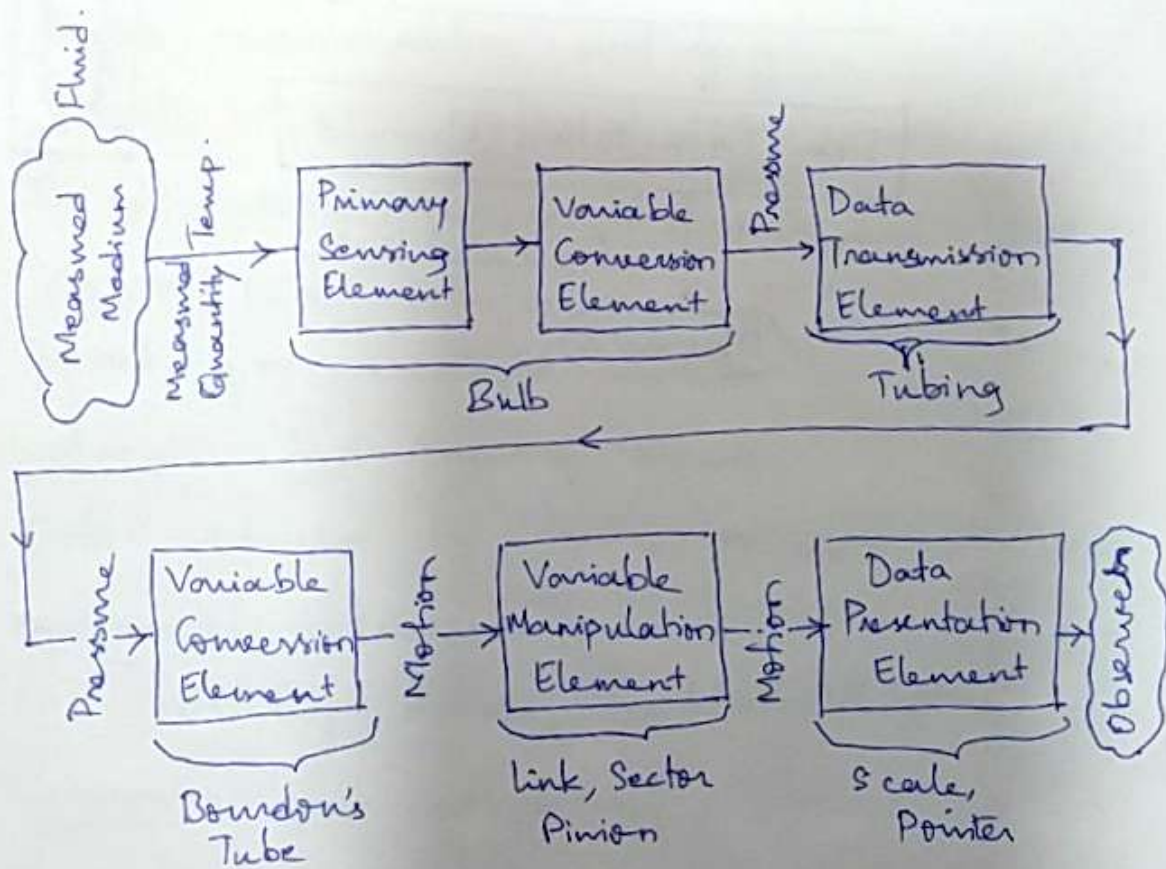 Fluid.
Measured
Medium
Temp.
Measured
Quantity
Primary
Sensing
Element
Variable
Conversion
Element
Pressure
Data
Transmission
Element
Bulb
Tubing
Pressure
Variable
Conversion
Element
Motion
Variable
Manipulation
Element
Motion
Data
Presentation
Element
Observer
Bourdon's
Tube
Link, Sector
Pinion
Scale,
Pointer